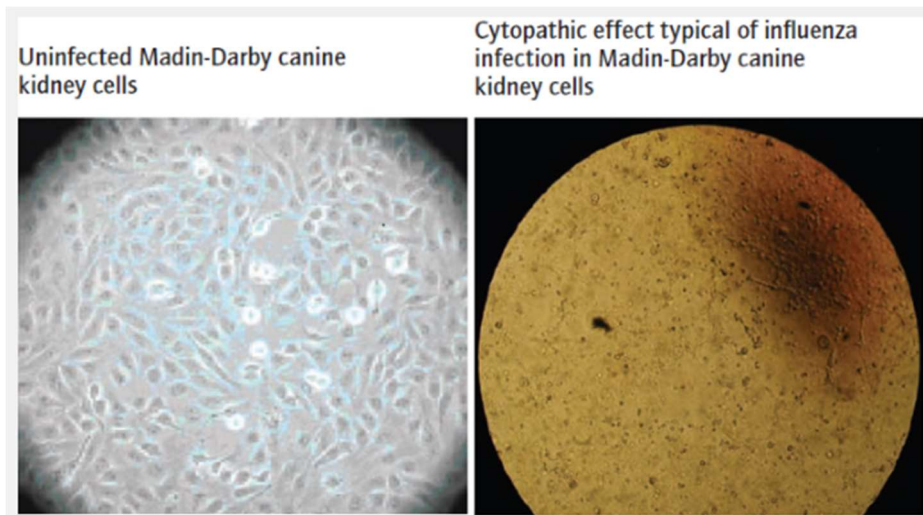 Uninfected Madin-Darby canine
kidney cells
Cytopathic effect typical of influenza
infection in Madin-Darby canine
kidney cells